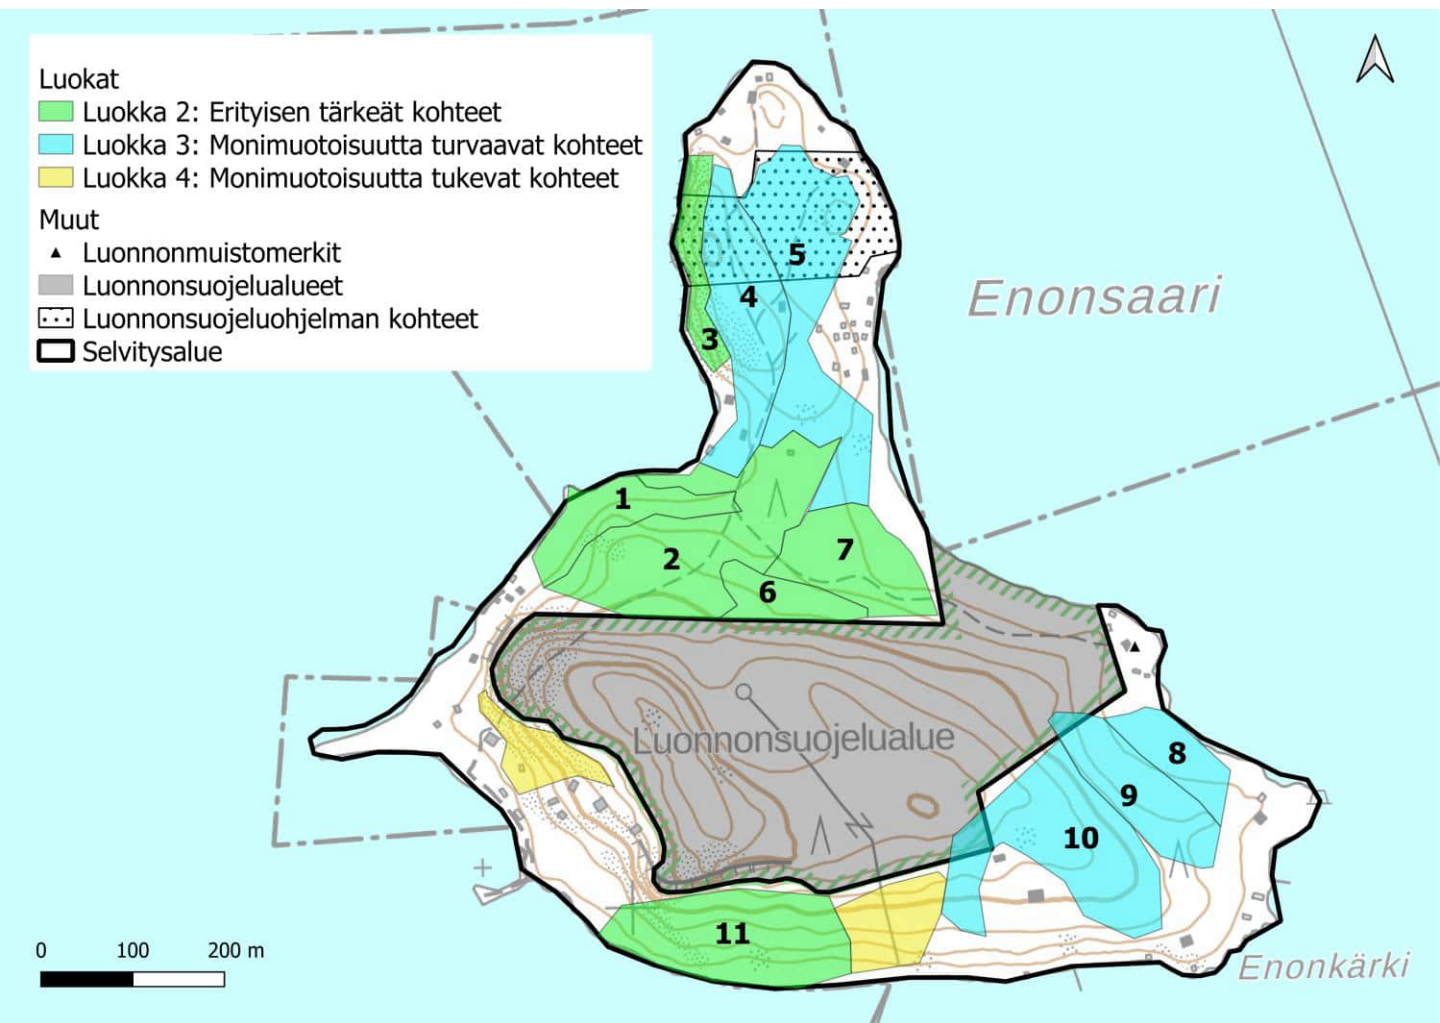 Luokat
Luokka 2: Erityisen tärkeät kohteet
Luokka 3: Monimuotoisuutta turvaavat kohteet
Luokka 4: Monimuotoisuutta tukevat kohteet
Muut
Luonnonmuistomerkit
Luonnonsuojelualueet
Luonnonsuojeluohjelman kohteet
Selvitysalue
5
Enonsaari
4
3
1
2
7
6
Luonnonsuojelualue
8
9
10
11
0 100 200 m
Enonkärki